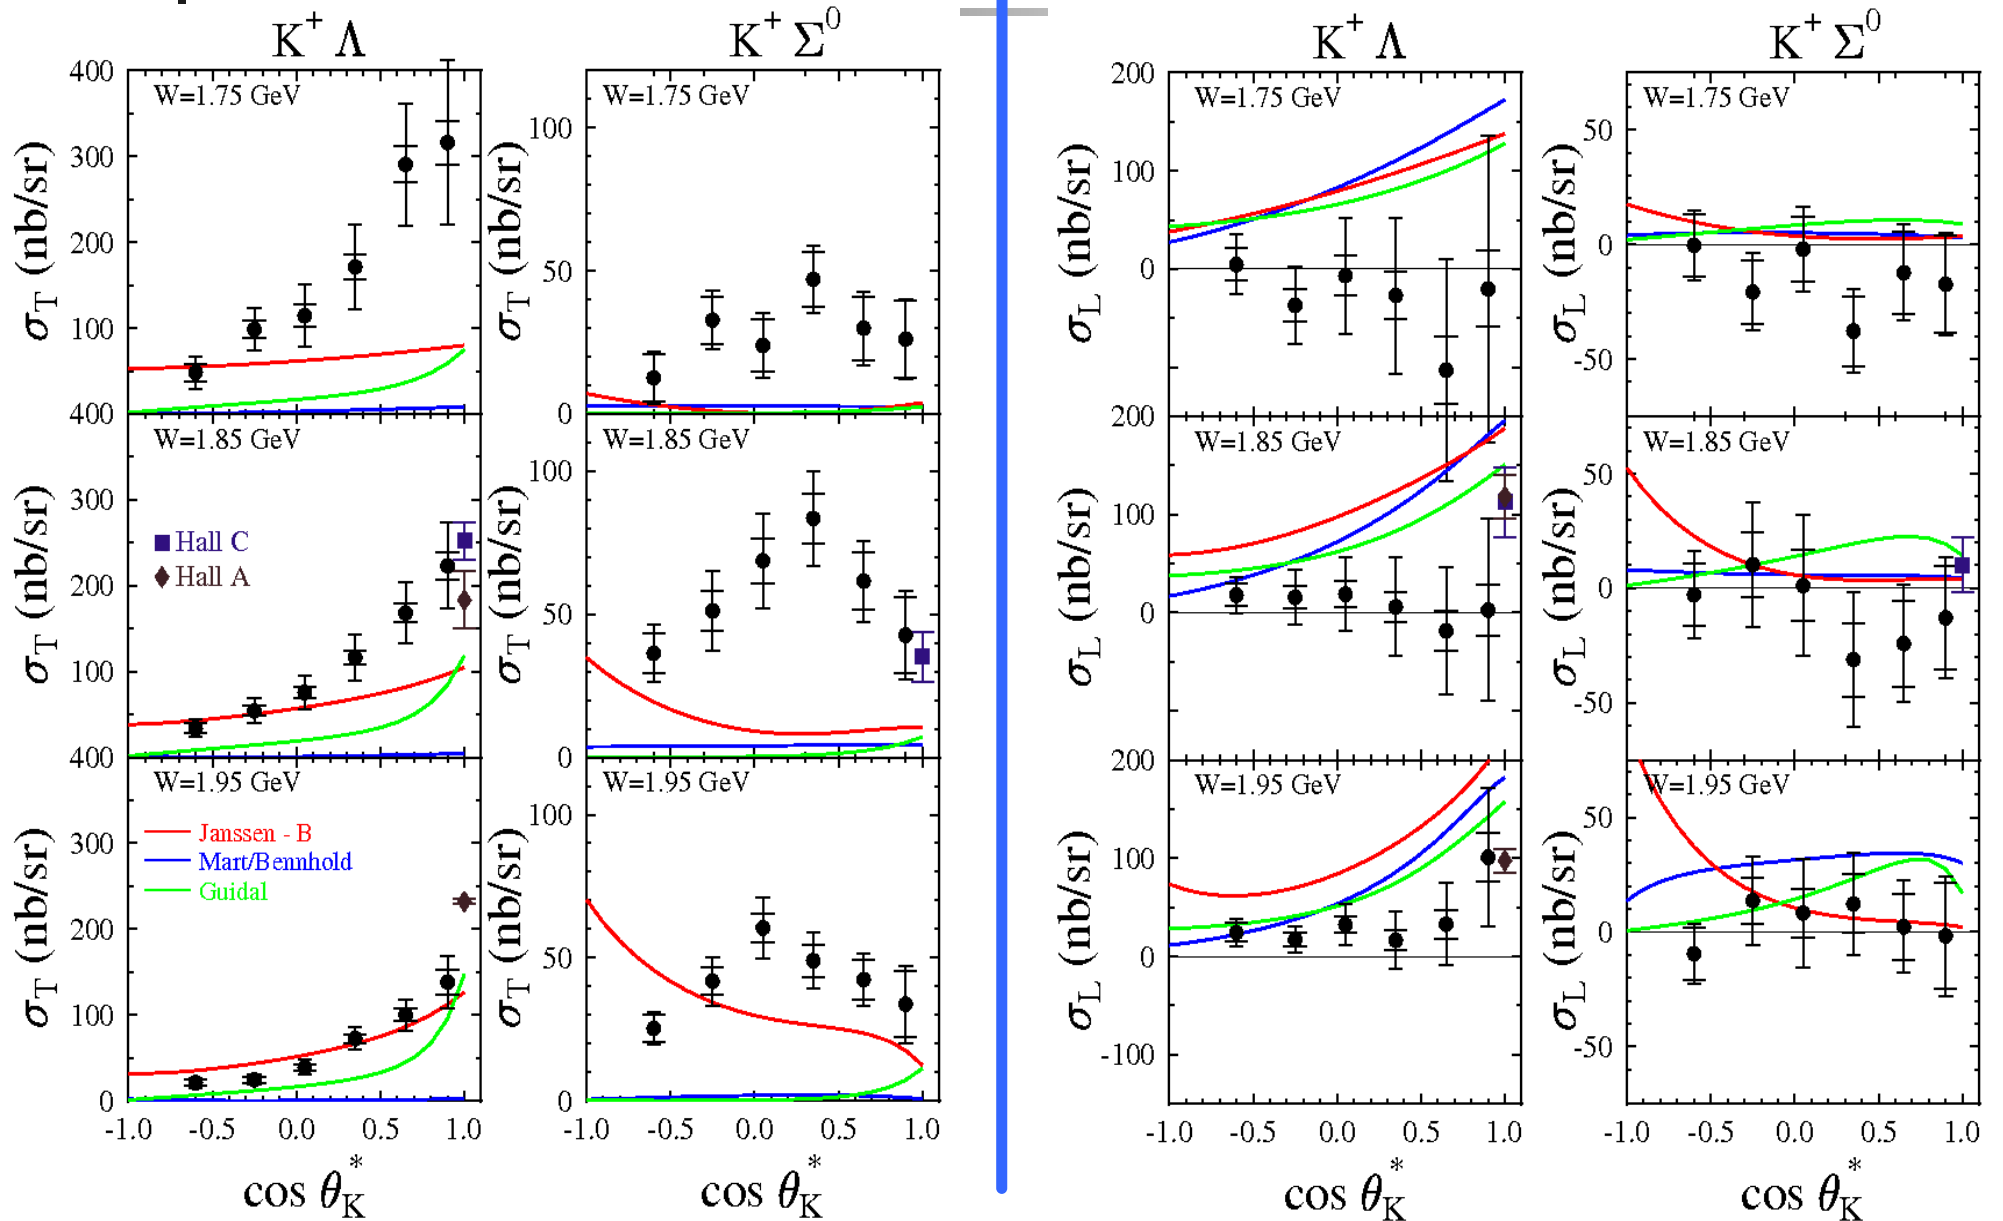 K+ Λ
K+ Σ0
K+ Λ
K+ Σ0
σT (nb/sr)
400
300
200
100
W=1.75 GeV
σT (nb/sr)
100
50
0
W=1.75 GeV
σL (nb/sr)
200
100
0
W=1.75 GeV
σL (nb/sr)
50
0
-50
W=1.75 GeV
σT (nb/sr)
400
300
200
100
W=1.85 GeV
Hall C
Hall A
σT (nb/sr)
100
50
0
W=1.85 GeV
σL (nb/sr)
200
100
0
W=1.85 GeV
σL (nb/sr)
50
0
-50
W=1.85 GeV
σT (nb/sr)
400
300
200
100
0
W=1.95 GeV
Janssen - B
Mart/Bennhold
Guidal
σT (nb/sr)
100
50
0
W=1.95 GeV
σL (nb/sr)
200
100
0
-100
W=1.95 GeV
σL (nb/sr)
50
0
-50
W=1.95 GeV
-1.0 -0.5 0.0 0.5 1.0
-1.0 -0.5 0.0 0.5 1.0
-1.0 -0.5 0.0 0.5 1.0
-1.0 -0.5 0.0 0.5 1.0
cos θK*
cos θK*
cos θK*
cos θK*